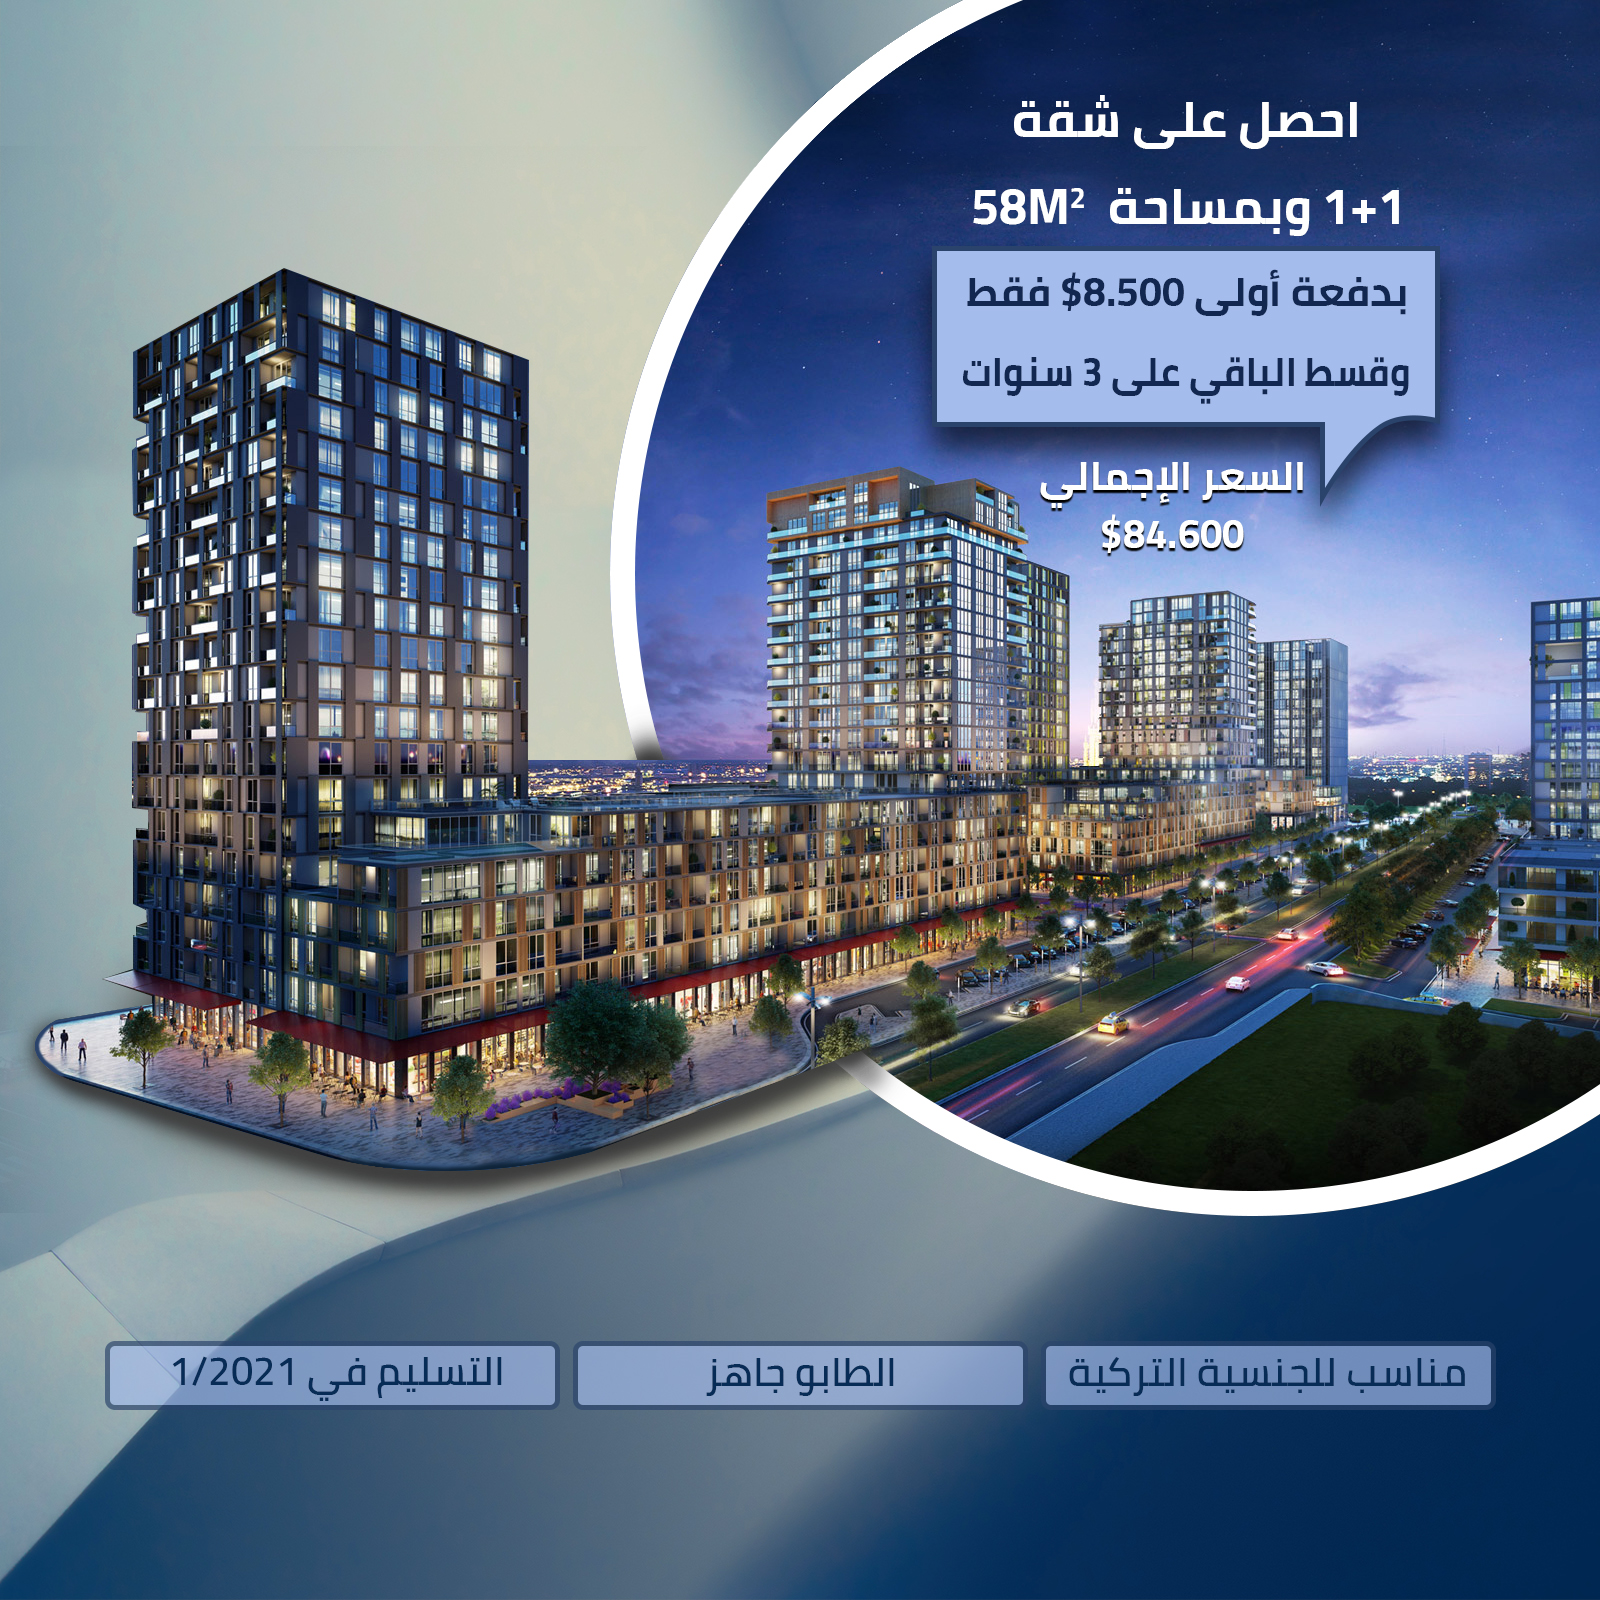 احصل على شقة
1+1 وبمساحة 58M²
بدفعة أولى 8.500$ فقط
وقسط الباقي على 3 سنوات
السعر الإجمالي
$84.600
مناسب للجنسية التركية
الطابو جاهز
التسليم في 1/2021